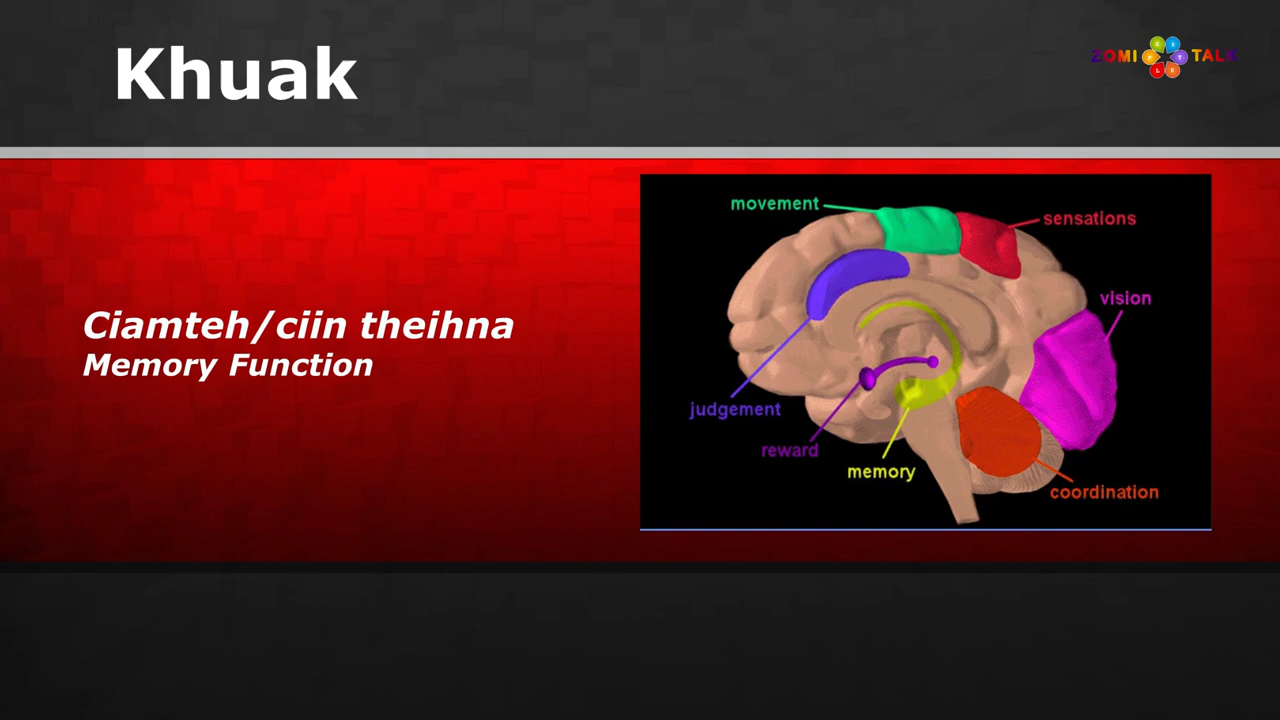 Khuak
ZOMI TALK
Ciamteh/ciin theihna
Memory Function
movement
sensations
vision
judgement
reward
memory
coordination